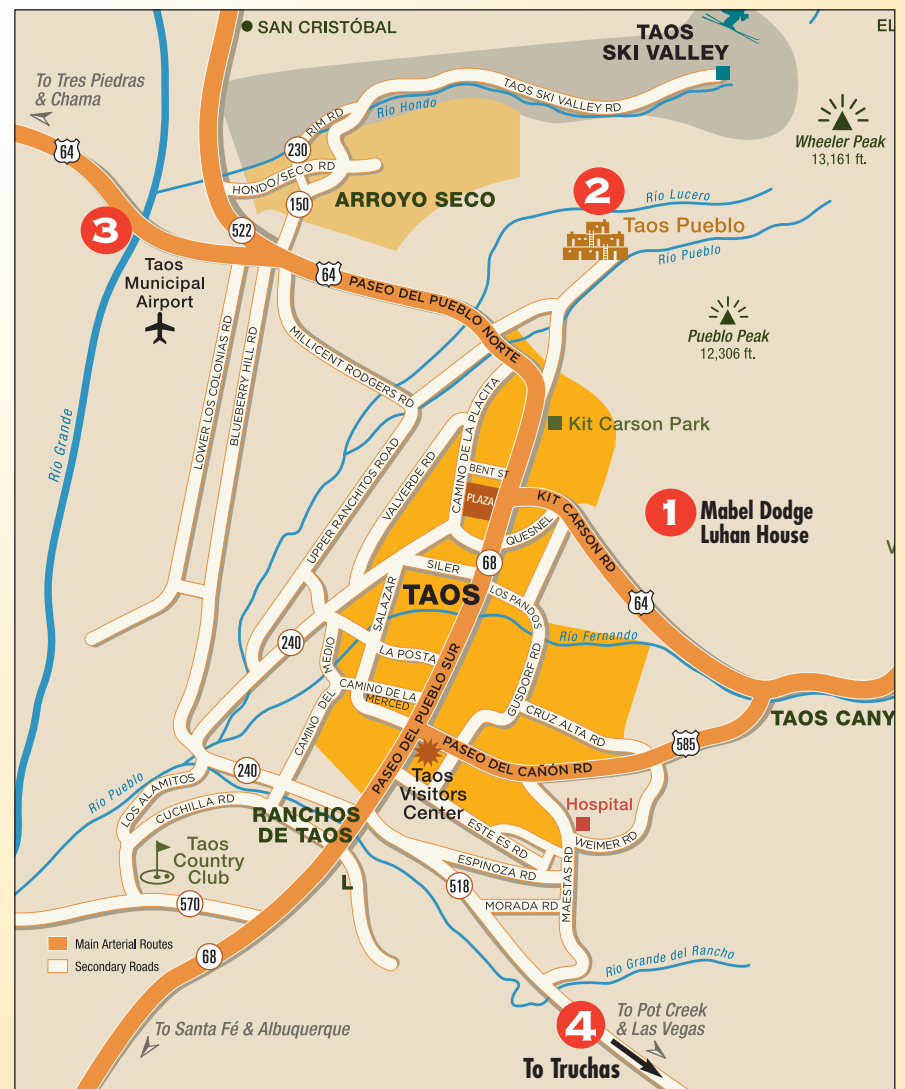 SAN CRISTÓBAL
EL
TAOS
SKI VALLEY
To Tres Piedras
& Chama
TAOS SKI VALLEY RD
Río Hondo
RIM RD
Wheeler Peak
13,161 ft.
64
230
HONDO/SECO RD
150
ARROYO SECO
2
Río Lucero
Taos Pueblo
Río Pueblo
3
522
Taos
Municipal
Airport
64
PASEO DEL PUEBLO NORTE
Pueblo Peak
12,306 ft.
MILLICENT RODGERS RD
LOWER LOS COLONIAS RD
BLUEBERRY HILL RD
Río Grande
CAMINO DE LA PLACITA
Kit Carson Park
UPPER RANCHITOS ROAD
VALVERDE RD
BENT ST
PLAZA
KIT CARSON RD
1
Mabel Dodge
Luhan House
QUESNEL
V
68
SILER
TAOS
LOS PANDOS
64
SALAZAR
Río Fernando
240
LA POSTA
MEDIO
CAMINO DEL
CAMINO DE LA
MERCED
PASEO DEL PUEBLO SUR
GUSDORF RD
CRUZ ALTA RD
TAOS CANY
585
PASEO DEL CAÑÓN RD
240
Río Pueblo
LOS ALAMITOS
CUCHILLA RD
Taos
Visitors
Center
Hospital
RANCHOS
DE TAOS
ESTE ES RD
WEIMER RD
Taos
Country
Club
ESPINOZA RD
L
518
MAESTAS RD
MORADA RD
570
Main Arterial Routes
Secondary Roads
68
Río Grande del Rancho
To Santa Fé & Albuquerque
4
To Pot Creek
& Las Vegas
To Truchas